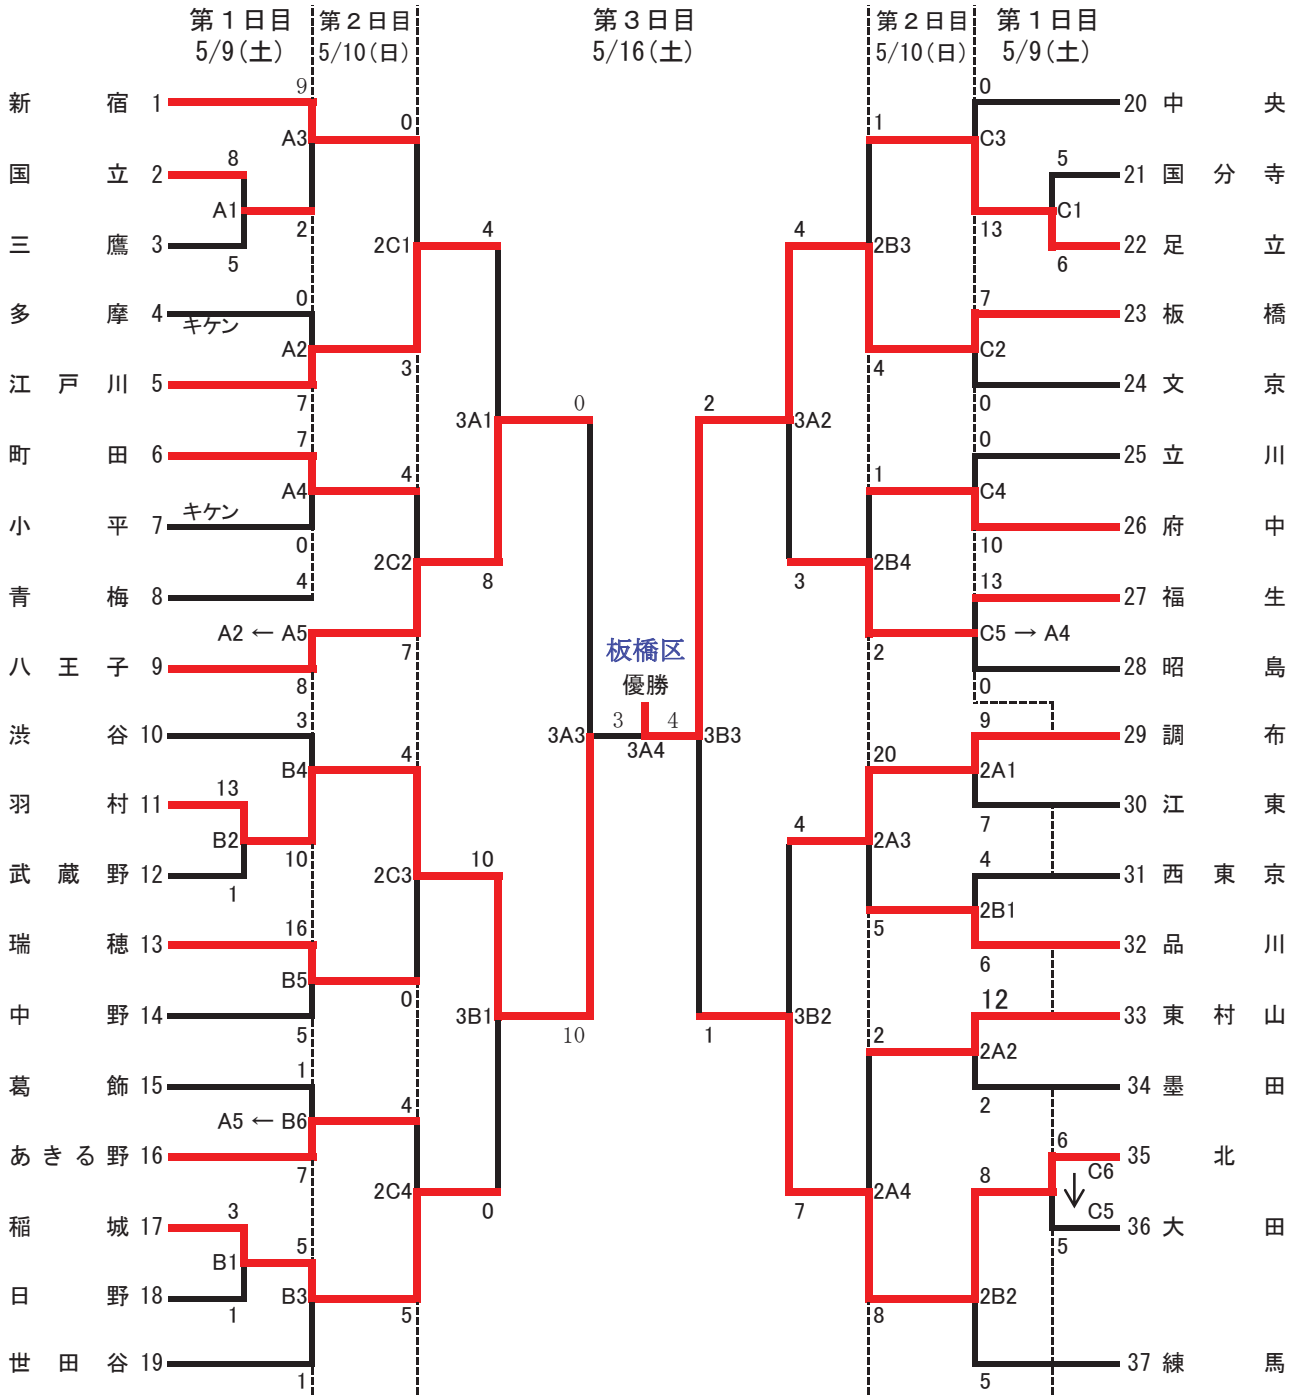 第１日目 第２日目 第３日目 第２日目 第１日目
5/9(土) 5/10(日) 5/16(土) 5/10(日) 5/9(土)
9 0
新宿 1 20 中央
0 1
A3 C3
8 5
国立 2 21 国分寺
A1 C1
2 4 4 13
三鷹 3 2C1 2B3 22 足立
5 6
0 7
多摩 4 キケン 23 板橋
A2 C2
3 4
江戸川 5 24 文京
7 0 2 0
3A1 3A2
7 0
町田 6 25 立川
4 1
A4 C4
キケン
小平 7 26 府中
0 10
2C2 2B4
4 8 3 13
青梅 8 27 福生
A2 ← A5 C5 → A4
7 2
板橋区
八王子 9 28 昭島
8 優勝 0
3 3 4 9
渋谷 10 3A3 3A4 3B3 29 調布
4 20
B4 2A1
13
羽村 11 30 江東
7
B2 4 2A3
10 10 4
武蔵野 12 2C3 31 西東京
1
16 2B1
5
瑞穂 13 32 品川
6
B5
0 12
中野 14 3B1 3B2 33 東村山
5 10 1 2
2A2
1
葛飾 15 34 墨田
4 2
A5 ← B6
6
あきる野 16 35 北
7 8 C6
2C4 2A4
3 0 7 C5
稲城 17 36 大田
5 5
B1
日野 18 B3 2B2
1 5 8
世田谷 19 37 練馬
1 5